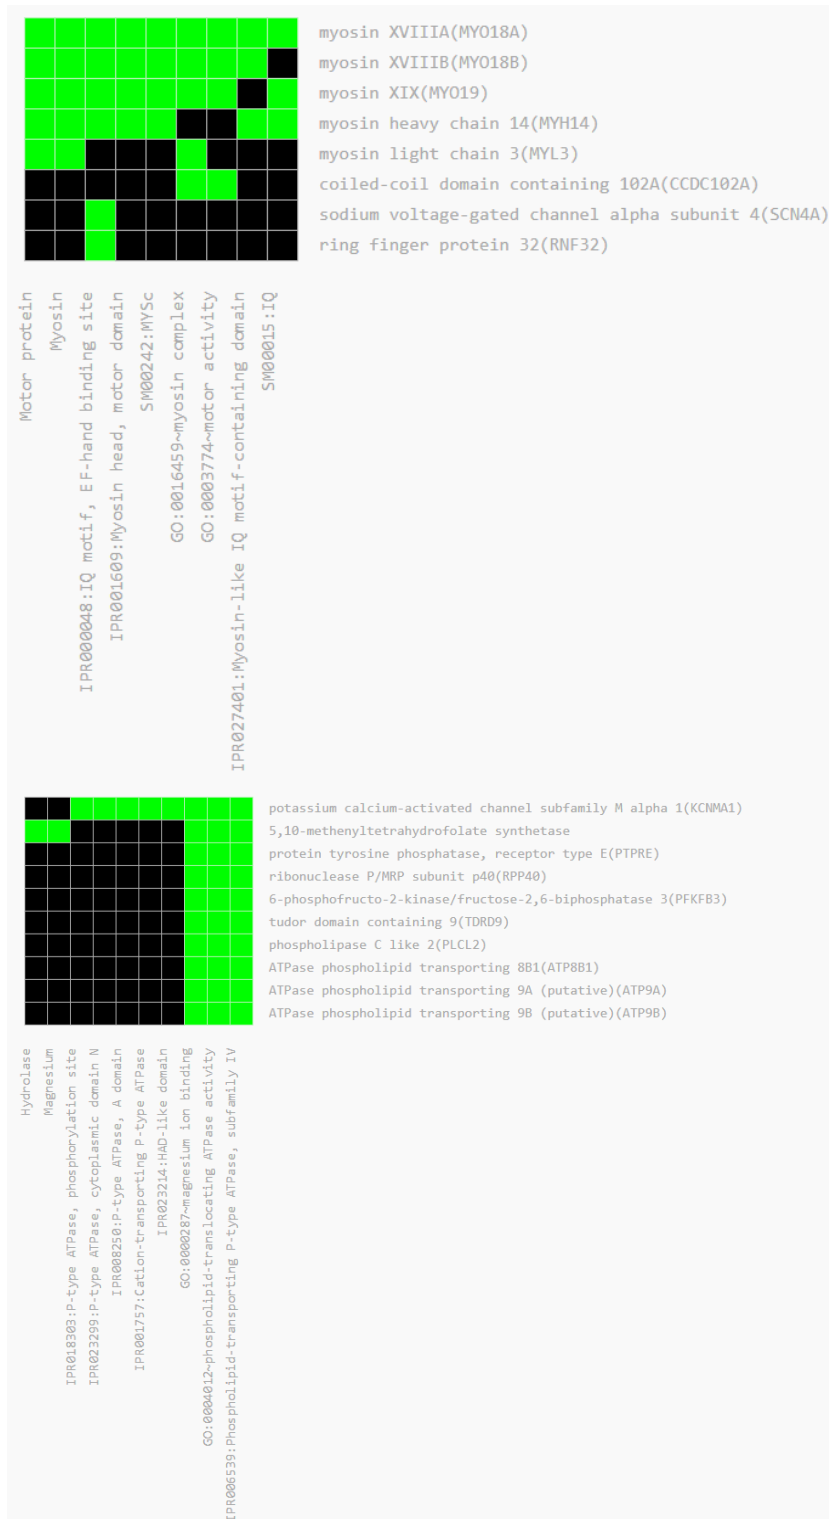 myosin XVIIIA(MYO18A)
myosin XVIIIB(MYO18B)
myosin XIX(MYO19)
myosin heavy chain 14(MYH14)
myosin light chain 3(MYL3)
coiled-coil domain containing 102A(CCDC102A)
sodium voltage-gated channel alpha subunit 4(SCN4A)
ring finger protein 32(RNF32)
Motor protein
Myosin
IPR000048:IQ motif, EF-hand binding site
IPR001609:Myosin head, motor domain
SM00242:MYSc
GO:0016459~myosin complex
GO:0003774~motor activity
IPR027401:Myosin-like IQ motif-containing domain
SM00015:IQ
potassium calcium-activated channel subfamily M alpha 1(KCNMA1)
5,10-methenyltetrahydrofolate synthetase
protein tyrosine phosphatase, receptor type E(PTPRE)
ribonuclease P/MRP subunit p40(RPP40)
6-phosphofructo-2-kinase/fructose-2,6-biphosphatase 3(PFKFB3)
tudor domain containing 9(TDRD9)
phospholipase C like 2(PLCL2)
ATPase phospholipid transporting 8B1(ATP8B1)
ATPase phospholipid transporting 9A (putative)(ATP9A)
ATPase phospholipid transporting 9B (putative)(ATP9B)
Hydrolase
Magnesium
IPR018303:P-type ATPase, phosphorylation site
IPR023299:P-type ATPase, cytoplasmic domain N
IPR008250:P-type ATPase, A domain
IPR001757:Cation-transporting P-type ATPase
IPR023214:HAD-like domain
GO:0000287~magnesium ion binding
GO:0004012~phospholipid-translocating ATPase activity
IPR006539:Phospholipid-transporting P-type ATPase, subfamily IV